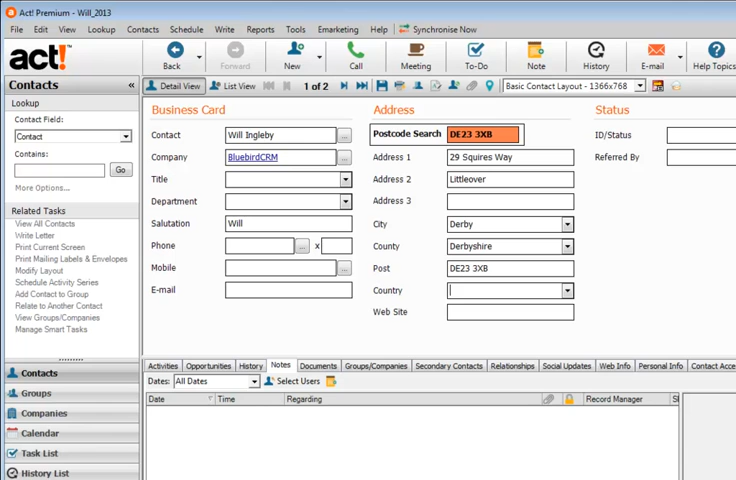 Act! Premium - Will_2013
File Edit View Lookup Contacts Schedule Write Reports Tools Emarketing Help Synchronise Now
act!
Back Forward New Call Meeting To-Do Note History E-mail Help Topics
Contacts «
Detail View List View 1 of 2 Basic Contact Layout - 1366x768
Lookup
Contact Field:
Contact
Contains:
Go
More Options...
Related Tasks
View All Contacts
Write Letter
Print Current Screen
Print Mailing Labels & Envelopes
Modify Layout
Schedule Activity Series
Add Contact to Group
Relate to Another Contact
View Groups/Companies
Manage Smart Tasks
Contacts
Groups
Companies
Calendar
Task List
History List
Business Card
Contact Will Ingleby ...
Company BluebirdCRM ...
Title
Department
Salutation Will
Phone ... x
Mobile ...
E-mail
Address
Postcode Search DE23 3XB
Address 1 29 Squires Way
Address 2 Littleover
Address 3
City Derby
County Derbyshire
Post DE23 3XB
Country
Web Site
Status
ID/Status
Referred By
Activities Opportunities History Notes Documents Groups/Companies Secondary Contacts Relationships Social Updates Web Info Personal Info Contact Acce
Dates: All Dates Select Users
Date Time Regarding Record Manager